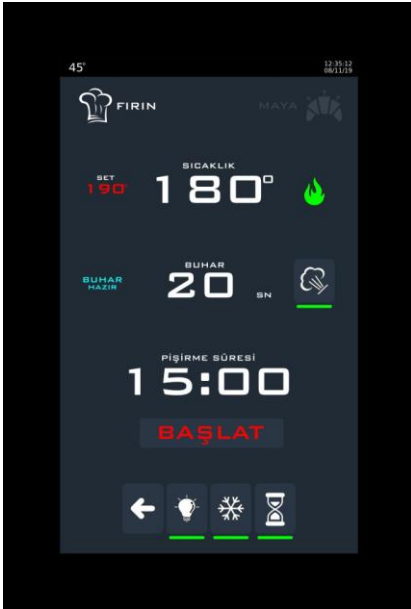 45°
12:35:12
08/11/19
FIRIN
MAYA
SICAKLIK
SET
190°
180°
BUHAR
BUHAR
HAZIR
20
SN
PİŞİRME SÜRESİ
15:00
BAŞLAT